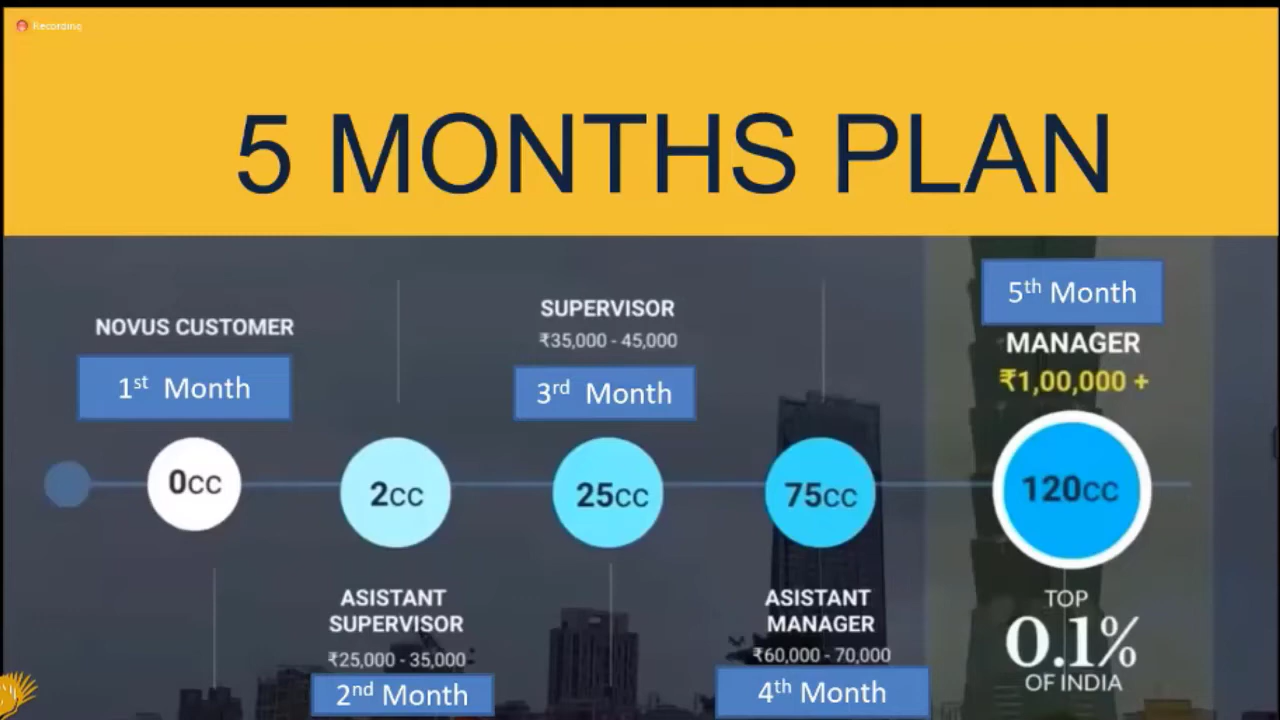 Recording
5 MONTHS PLAN
NOVUS CUSTOMER
1st Month
0CC
2CC
ASISTANT
SUPERVISOR
₹25,000 - 35,000
2nd Month
SUPERVISOR
₹35,000 - 45,000
3rd Month
25CC
75CC
ASISTANT
MANAGER
₹60,000 - 70,000
4th Month
5th Month
MANAGER
₹1,00,000 +
120CC
TOP
0.1%
OF INDIA